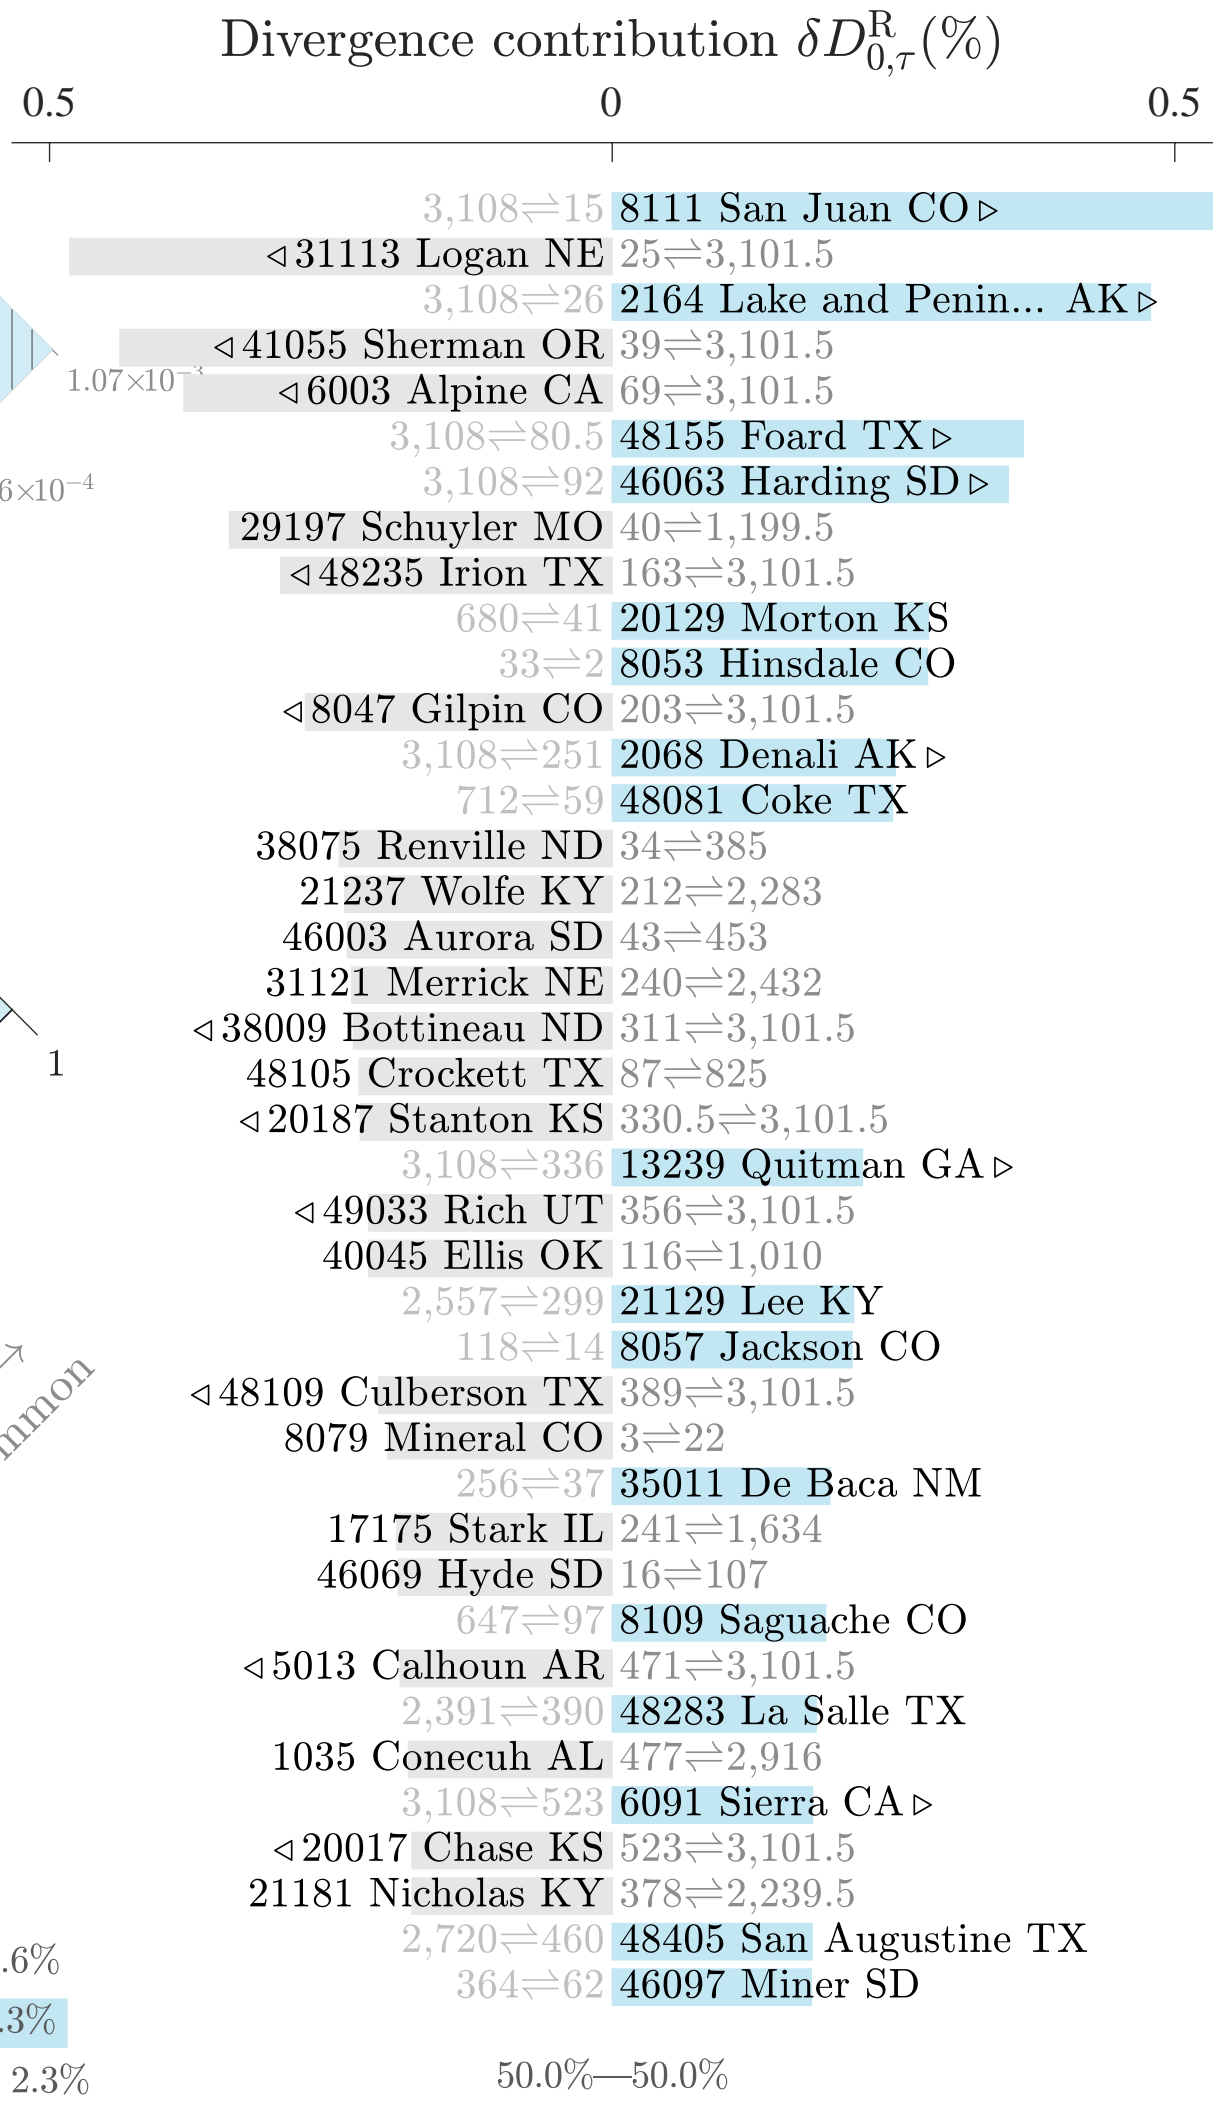 Divergence contribution δD^R_{0,τ}(%)
0.5 0 0.5
3,108⇌15 8111 San Juan CO ▷
◁ 31113 Logan NE 25⇌3,101.5
3,108⇌26 2164 Lake and Penin... AK ▷
◁ 41055 Sherman OR 39⇌3,101.5
1.07×10⁻³
◁ 6003 Alpine CA 69⇌3,101.5
3,108⇌80.5 48155 Foard TX ▷
3,108⇌92 46063 Harding SD ▷
6×10⁻⁴
29197 Schuyler MO 40⇌1,199.5
◁ 48235 Irion TX 163⇌3,101.5
680⇌41 20129 Morton KS
33⇌2 8053 Hinsdale CO
◁ 8047 Gilpin CO 203⇌3,101.5
3,108⇌251 2068 Denali AK ▷
712⇌59 48081 Coke TX
38075 Renville ND 34⇌385
21237 Wolfe KY 212⇌2,283
46003 Aurora SD 43⇌453
31121 Merrick NE 240⇌2,432
◁ 38009 Bottineau ND 311⇌3,101.5
1
48105 Crockett TX 87⇌825
◁ 20187 Stanton KS 330.5⇌3,101.5
3,108⇌336 13239 Quitman GA ▷
◁ 49033 Rich UT 356⇌3,101.5
40045 Ellis OK 116⇌1,010
2,557⇌299 21129 Lee KY
118⇌14 8057 Jackson CO
→
mmon
◁ 48109 Culberson TX 389⇌3,101.5
8079 Mineral CO 3⇌22
256⇌37 35011 De Baca NM
17175 Stark IL 241⇌1,634
46069 Hyde SD 16⇌107
647⇌97 8109 Saguache CO
◁ 5013 Calhoun AR 471⇌3,101.5
2,391⇌390 48283 La Salle TX
1035 Conecuh AL 477⇌2,916
3,108⇌523 6091 Sierra CA ▷
◁ 20017 Chase KS 523⇌3,101.5
21181 Nicholas KY 378⇌2,239.5
2,720⇌460 48405 San Augustine TX
.6%
364⇌62 46097 Miner SD
.3%
2.3%
50.0%—50.0%